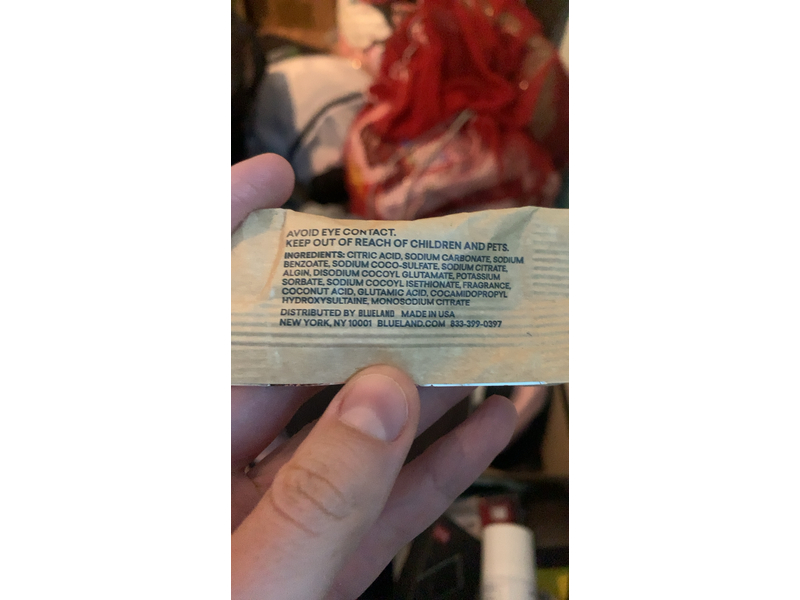 AVOID EYE CONTACT.
KEEP OUT OF REACH OF CHILDREN AND PETS.
INGREDIENTS: CITRIC ACID, SODIUM CARBONATE, SODIUM
BENZOATE, SODIUM COCO-SULFATE, SODIUM CITRATE,
ALGIN, DISODIUM COCOYL GLUTAMATE, POTASSIUM
SORBATE, SODIUM COCOYL ISETHIONATE, FRAGRANCE,
COCONUT ACID, GLUTAMIC ACID, COCAMIDOPROPYL
HYDROXYSULTAINE, MONOSODIUM CITRATE
DISTRIBUTED BY BLUELAND MADE IN USA
NEW YORK, NY 10001 BLUELAND.COM 833-399-0397